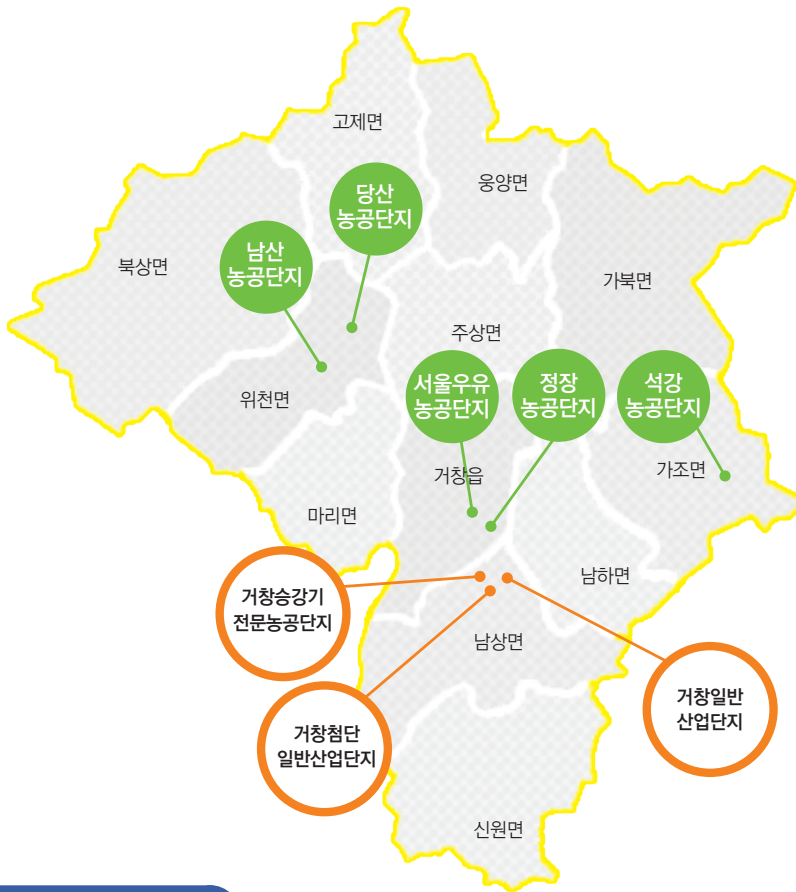 고제면
웅양면
당산
농공단지
남산
농공단지
북상면
가북면
주상면
위천면
서울우유
농공단지
정장
농공단지
석강
농공단지
거창읍
가조면
마리면
남하면
거창승강기
전문농공단지
남상면
거창일반
산업단지
거창첨단
일반산업단지
신원면